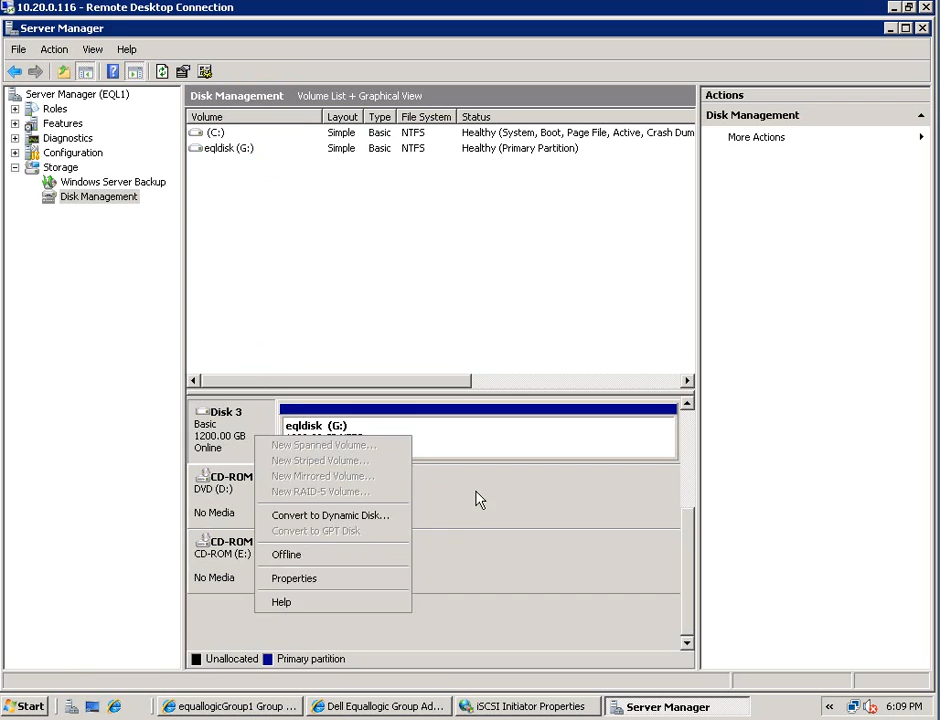 10.20.0.116 - Remote Desktop Connection
Server Manager
File Action View Help
Server Manager (EQL1)
Roles
Features
Diagnostics
Configuration
Storage
Windows Server Backup
Disk Management
Disk Management Volume List + Graphical View
Volume Layout Type File System Status
(C:) Simple Basic NTFS Healthy (System, Boot, Page File, Active, Crash Dum
eqldisk (G:) Simple Basic NTFS Healthy (Primary Partition)
Disk 3
Basic
1200.00 GB
Online
eqldisk (G:)
CD-ROM
DVD (D:)
No Media
CD-ROM
CD-ROM (E:)
No Media
New Spanned Volume...
New Striped Volume...
New Mirrored Volume...
New RAID-5 Volume...
Convert to Dynamic Disk...
Convert to GPT Disk
Offline
Properties
Help
Unallocated Primary partition
Actions
Disk Management
More Actions
Start equallogicGroup1 Group ... Dell Equallogic Group Ad... iSCSI Initiator Properties Server Manager « 6:09 PM